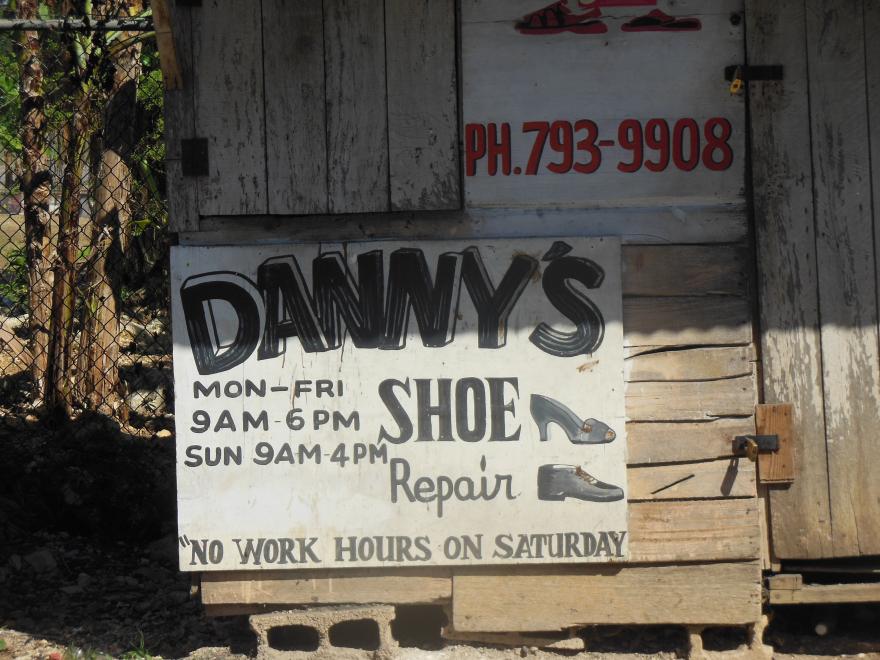 PH.793-9908
DANNY'S
MON-FRI
9AM-6PM
SUN 9AM-4PM
SHOE
Repair
"NO WORK HOURS ON SATURDAY